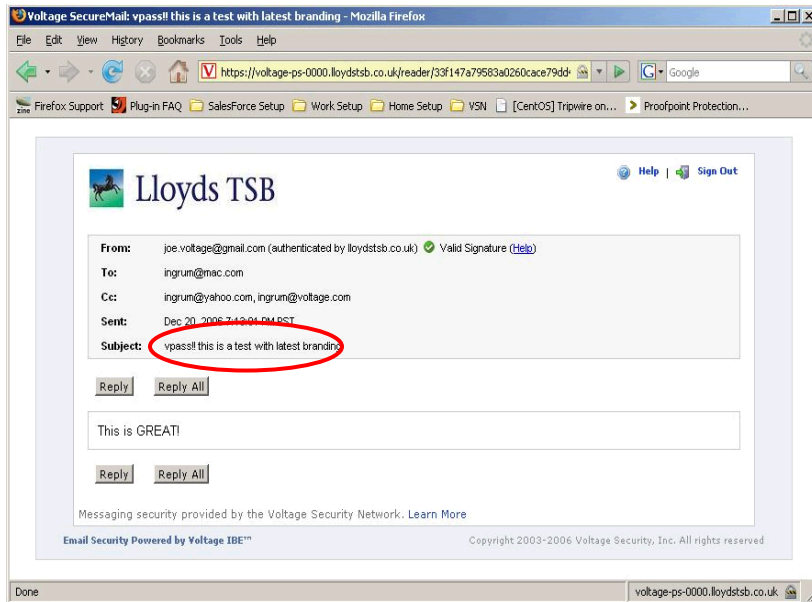 Voltage SecureMail: vpass!! this is a test with latest branding - Mozilla Firefox
File Edit View History Bookmarks Tools Help
https://voltage-ps-0000.lloydstsb.co.uk/reader/33f147a79583a0260cace79dd G Google
Firefox Support Plug-in FAQ SalesForce Setup Work Setup Home Setup VSN [CentOS] Tripwire on... Proofpoint Protection...
Lloyds TSB
Help | Sign Out
From: joe.voltage@gmail.com (authenticated by lloydstsb.co.uk) Valid Signature (Help)
To: ingrum@mac.com
Cc: ingrum@yahoo.com, ingrum@voltage.com
Sent: Dec 20, 2006 7:13:01 PM PST
Subject: vpass!! this is a test with latest branding
Reply Reply All
This is GREAT!
Reply Reply All
Messaging security provided by the Voltage Security Network. Learn More
Email Security Powered by Voltage IBE™ Copyright 2003-2006 Voltage Security, Inc. All rights reserved
Done voltage-ps-0000.lloydstsb.co.uk